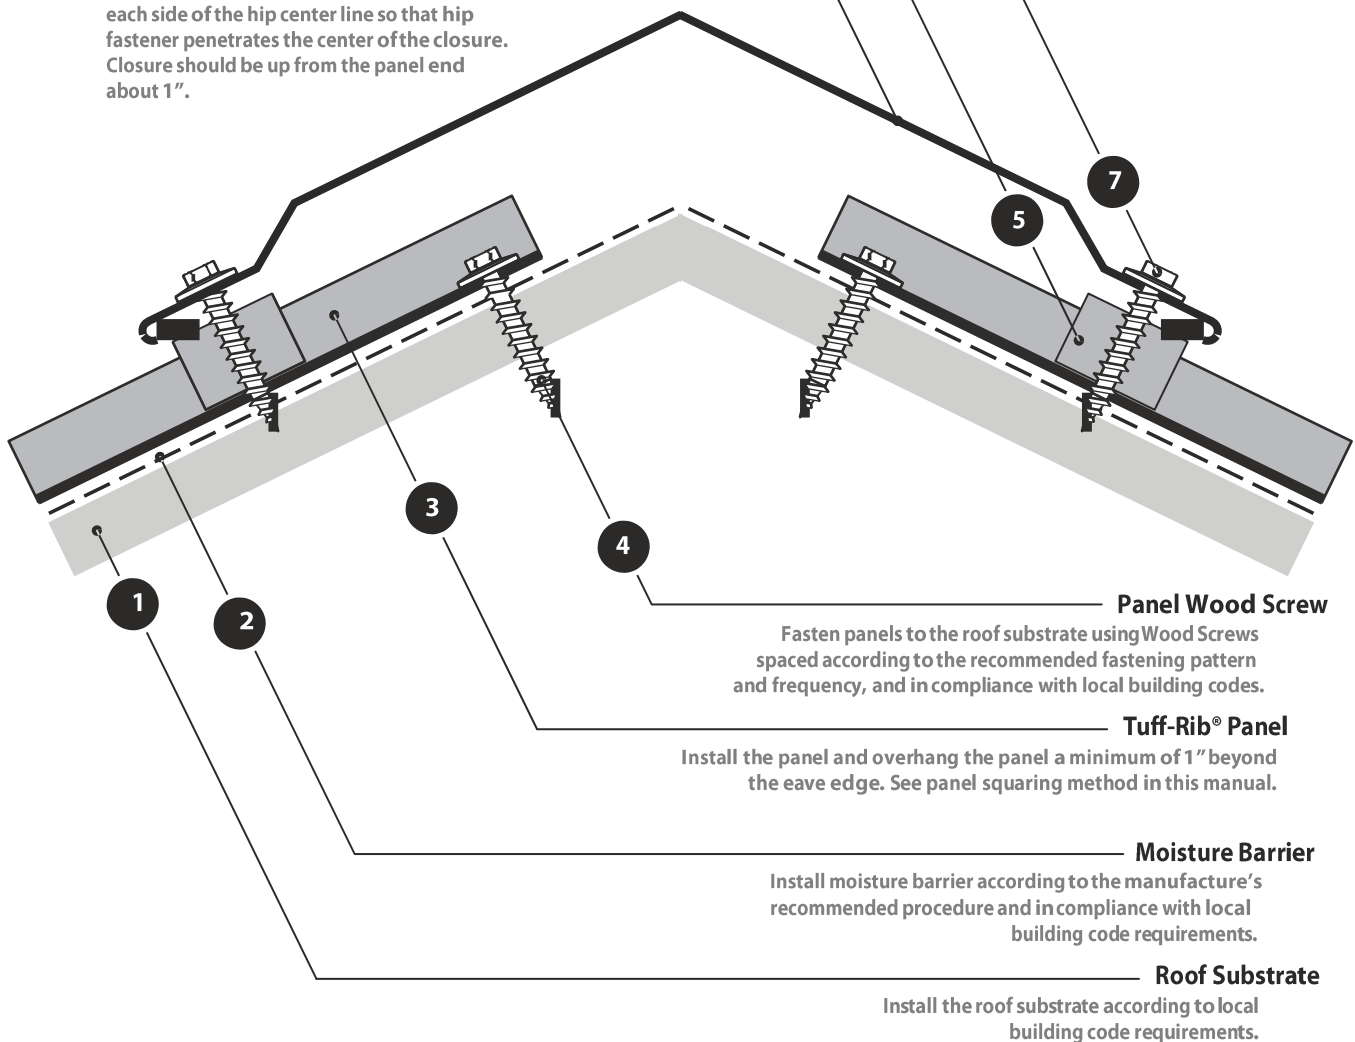 each side of the hip center line so that hip
fastener penetrates the center of the closure.
Closure should be up from the panel end
about 1”.
7
5
3
4
1
2
Panel Wood Screw
Fasten panels to the roof substrate using Wood Screws
spaced according to the recommended fastening pattern
and frequency, and in compliance with local building codes.
Tuff-Rib® Panel
Install the panel and overhang the panel a minimum of 1” beyond
the eave edge. See panel squaring method in this manual.
Moisture Barrier
Install moisture barrier according to the manufacture’s
recommended procedure and in compliance with local
building code requirements.
Roof Substrate
Install the roof substrate according to local
building code requirements.